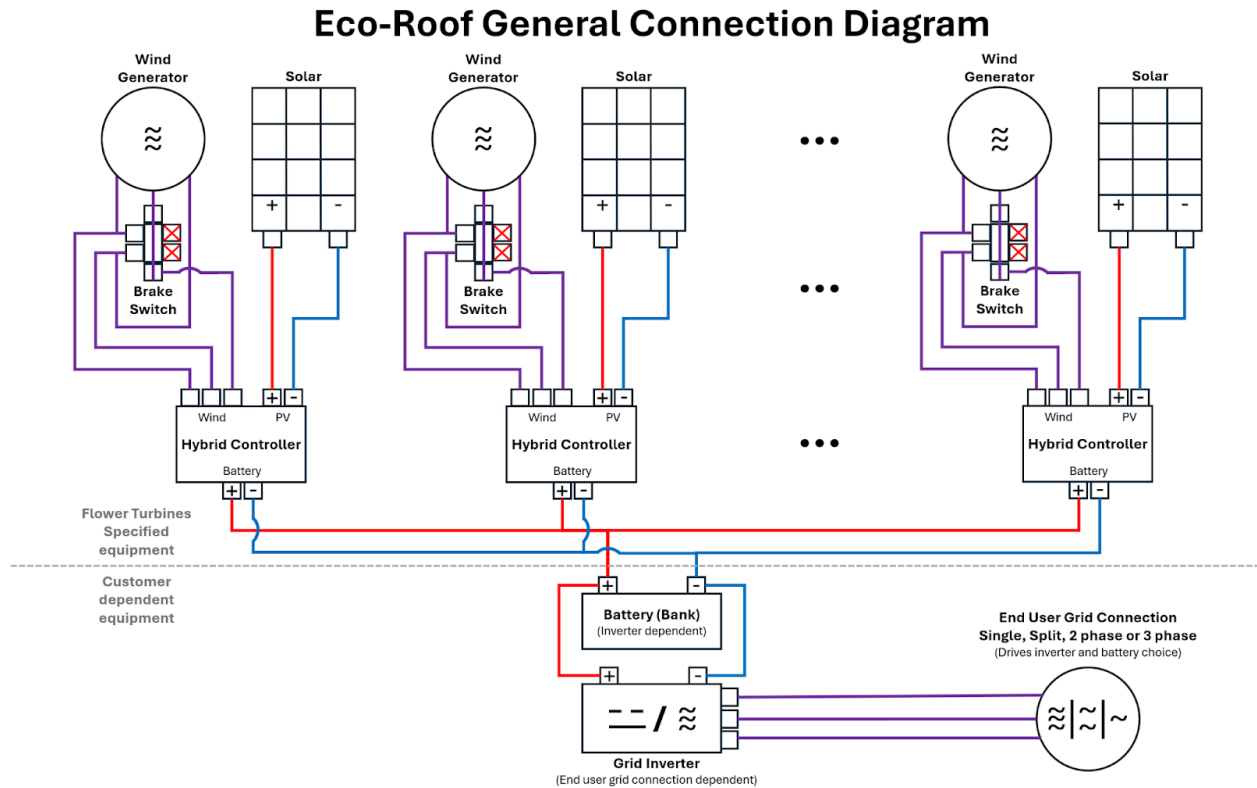 Eco-Roof General Connection Diagram
Wind
Generator
Solar
Wind
Generator
Solar
Wind
Generator
Solar
≈
~
≈
~
• • •
≈
~
+ -
+ -
+ -
Brake
Switch
Brake
Switch
• • •
Brake
Switch
+ -
+ -
+ -
Wind PV
Hybrid Controller
Battery
+ -
Wind PV
Hybrid Controller
Battery
+ -
• • •
Wind PV
Hybrid Controller
Battery
+ -
Flower Turbines
Specified
equipment
Customer
dependent
equipment
+ -
Battery (Bank)
(Inverter dependent)
+ -
Grid Inverter
(End user grid connection dependent)
End User Grid Connection
Single, Split, 2 phase or 3 phase
(Drives inverter and battery choice)